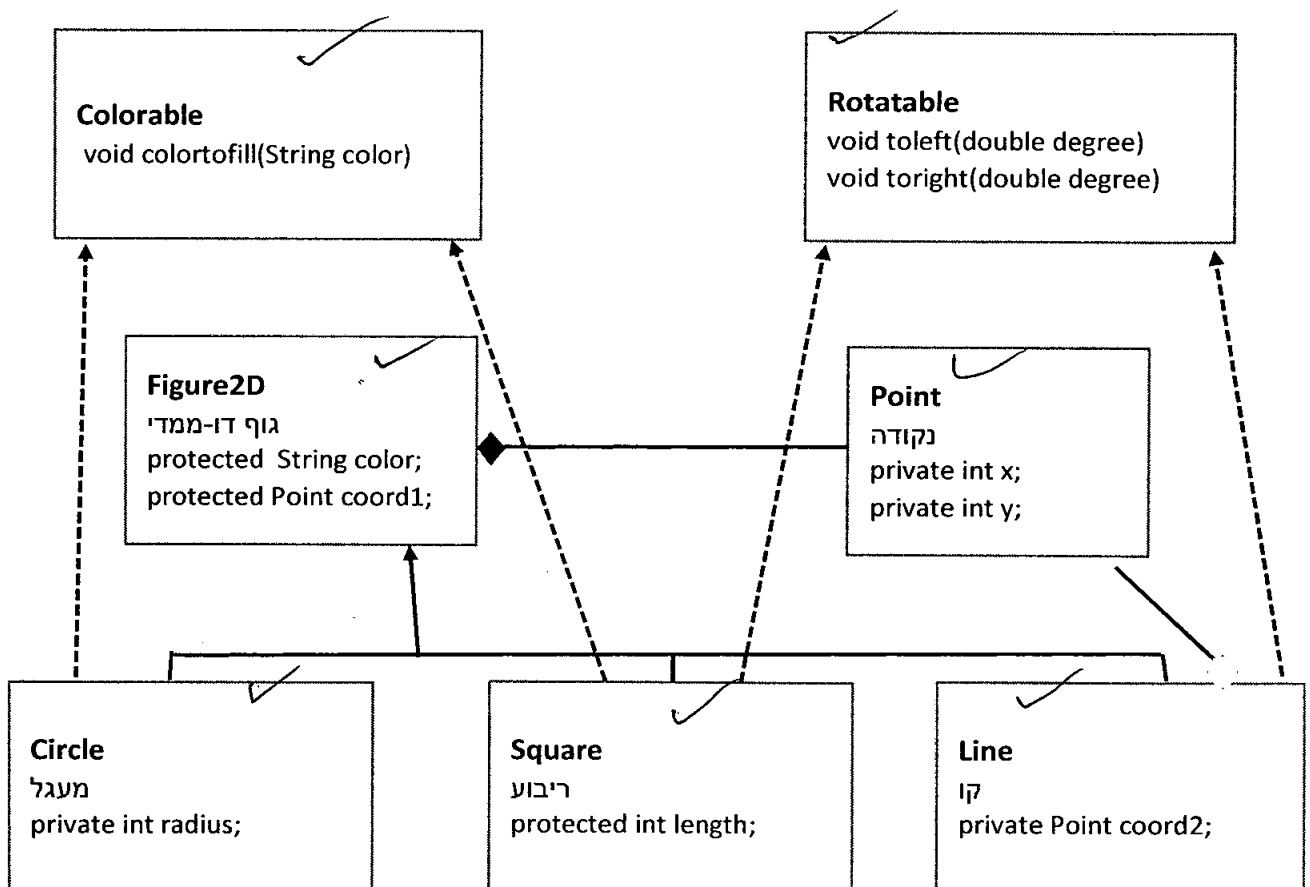 Colorable
void colortofill(String color)
Rotatable
void toleft(double degree)
void toright(double degree)
Figure2D
גוף דו-ממדי
protected String color;
protected Point coord1;
Point
נקודה
private int x;
private int y;
Circle
מעגל
private int radius;
Square
ריבוע
protected int length;
Line
קו
private Point coord2;